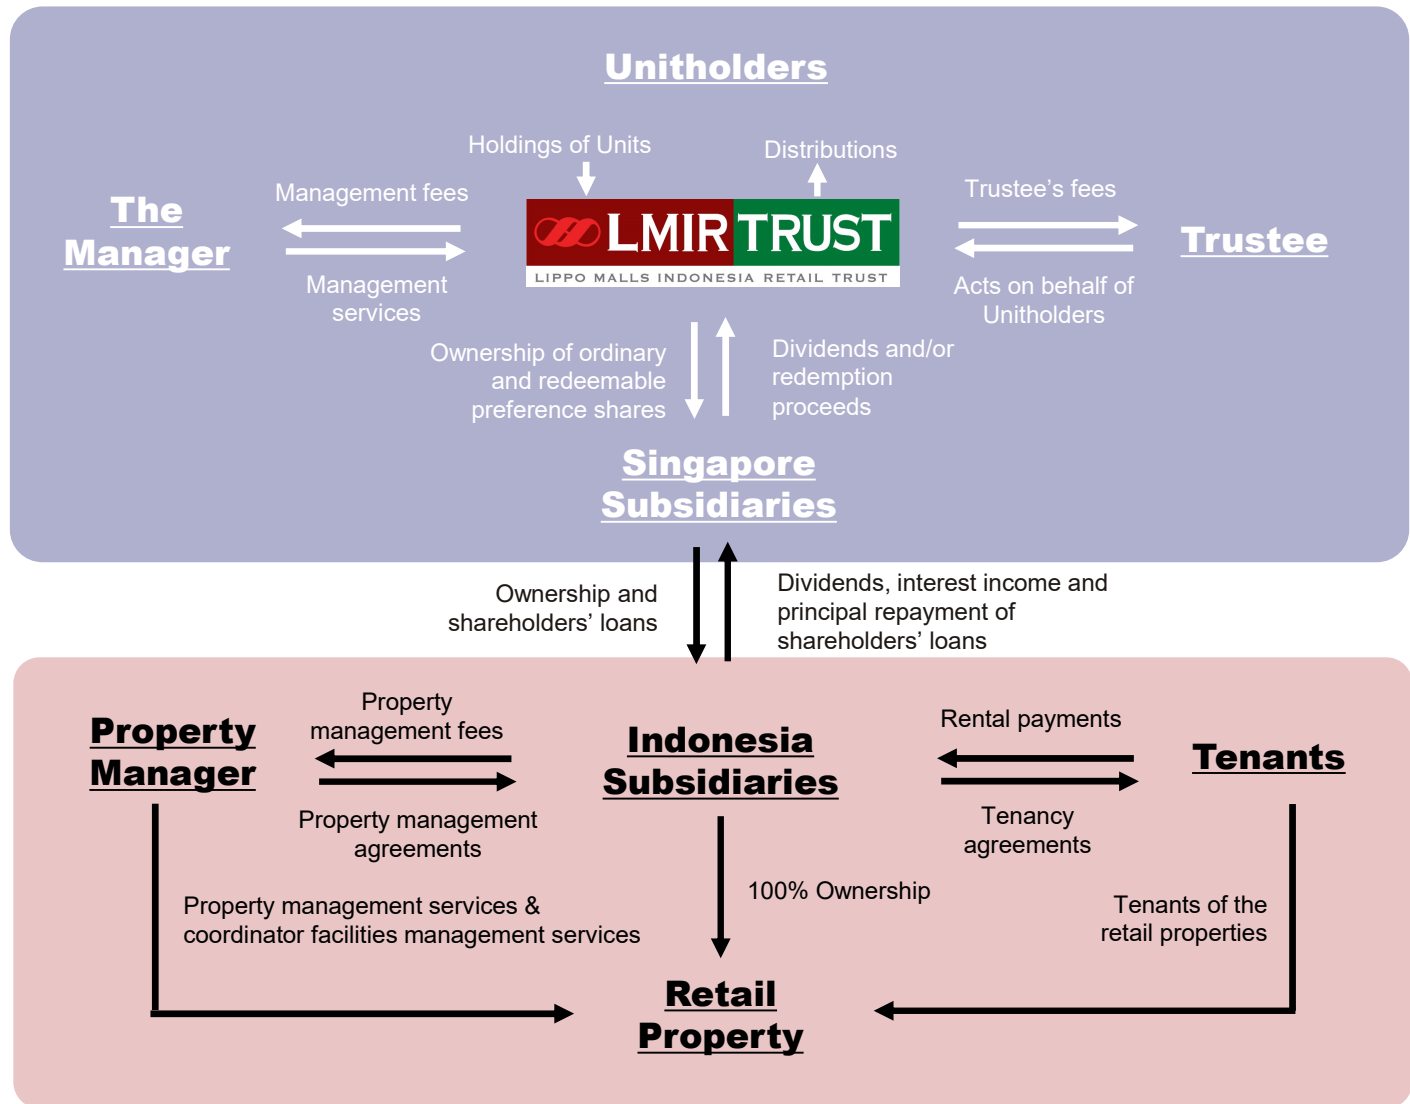 Unitholders
Holdings of Units
Distributions
Management fees
Trustee’s fees
The
Manager
LMIR TRUST
LIPPO MALLS INDONESIA RETAIL TRUST
Trustee
Management
services
Acts on behalf of
Unitholders
Ownership of ordinary
and redeemable
preference shares
Dividends and/or
redemption
proceeds
Singapore
Subsidiaries
Ownership and
shareholders’ loans
Dividends, interest income and
principal repayment of
shareholders’ loans
Property
Manager
Property
management fees
Indonesia
Subsidiaries
Rental payments
Tenants
Property management
agreements
Tenancy
agreements
Property management services &
coordinator facilities management services
100% Ownership
Tenants of the
retail properties
Retail
Property